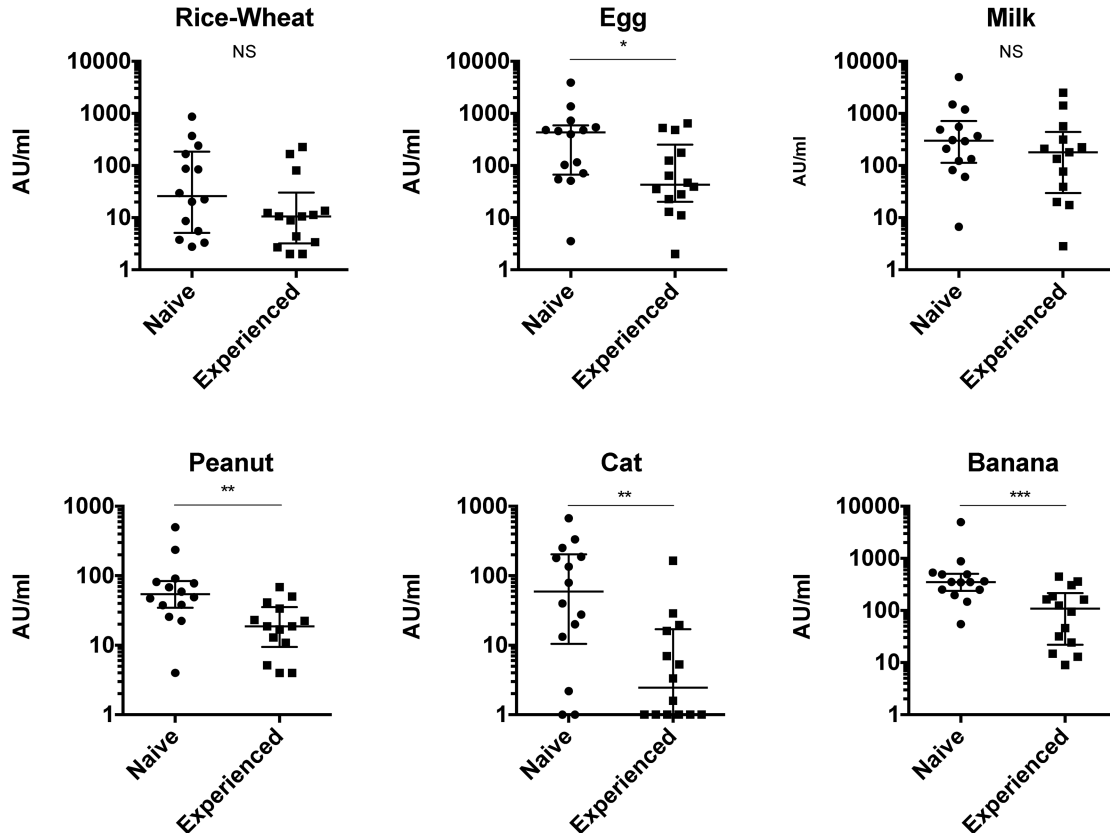 Rice-Wheat
NS
10000
1000
100
10
1
AU/ml
Naive
Experienced
Egg
*
10000
1000
100
10
1
AU/ml
Naive
Experienced
Milk
NS
10000
1000
100
10
1
AU/ml
Naive
Experienced
Peanut
**
1000
100
10
1
AU/ml
Naive
Experienced
Cat
**
1000
100
10
1
AU/ml
Naive
Experienced
Banana
***
10000
1000
100
10
1
AU/ml
Naive
Experienced